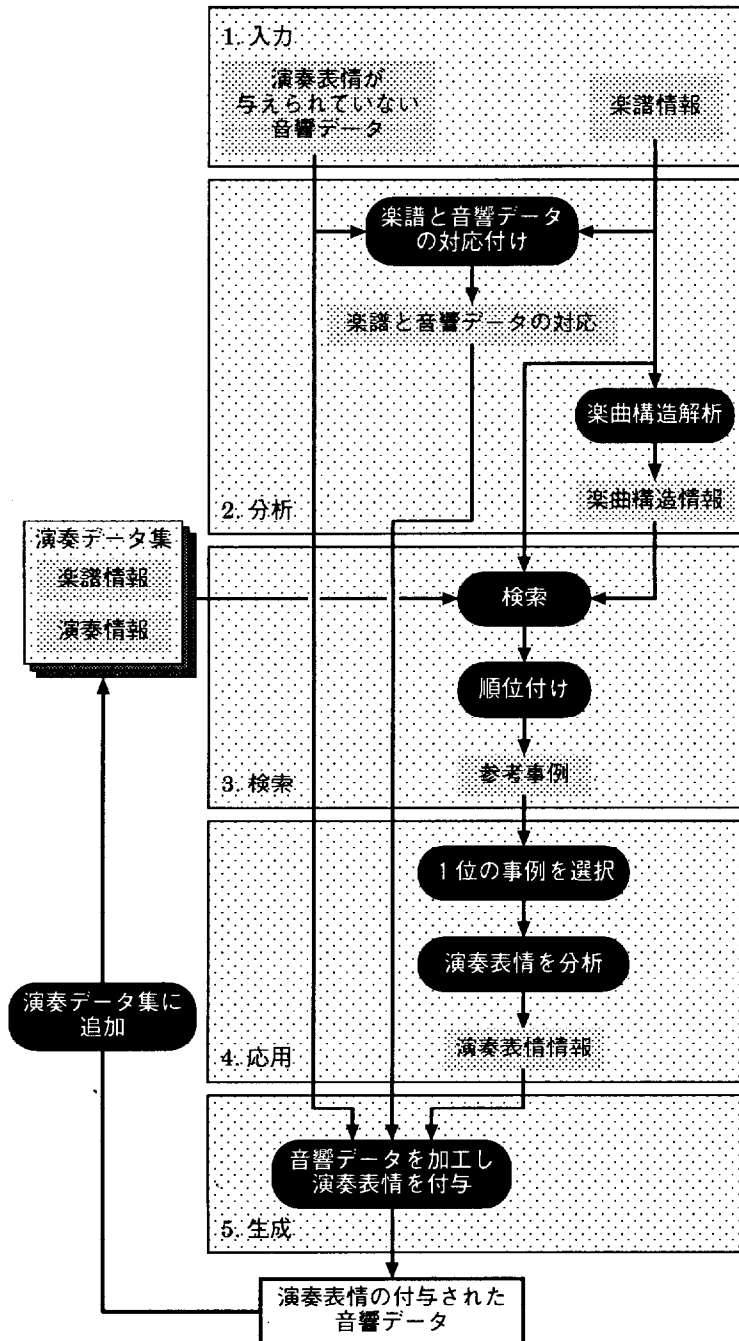 1. 入力
演奏表情が
与えられていない
音響データ
楽譜情報
楽譜と音響データ
の対応付け
楽譜と音響データの対応
楽曲構造解析
楽曲構造情報
2. 分析
演奏データ集
楽譜情報
演奏情報
検索
順位付け
参考事例
3. 検索
1位の事例を選択
演奏表情を分析
演奏表情情報
4. 応用
演奏データ集に
追加
音響データを加工し
演奏表情を付与
5. 生成
演奏表情の付与された
音響データ